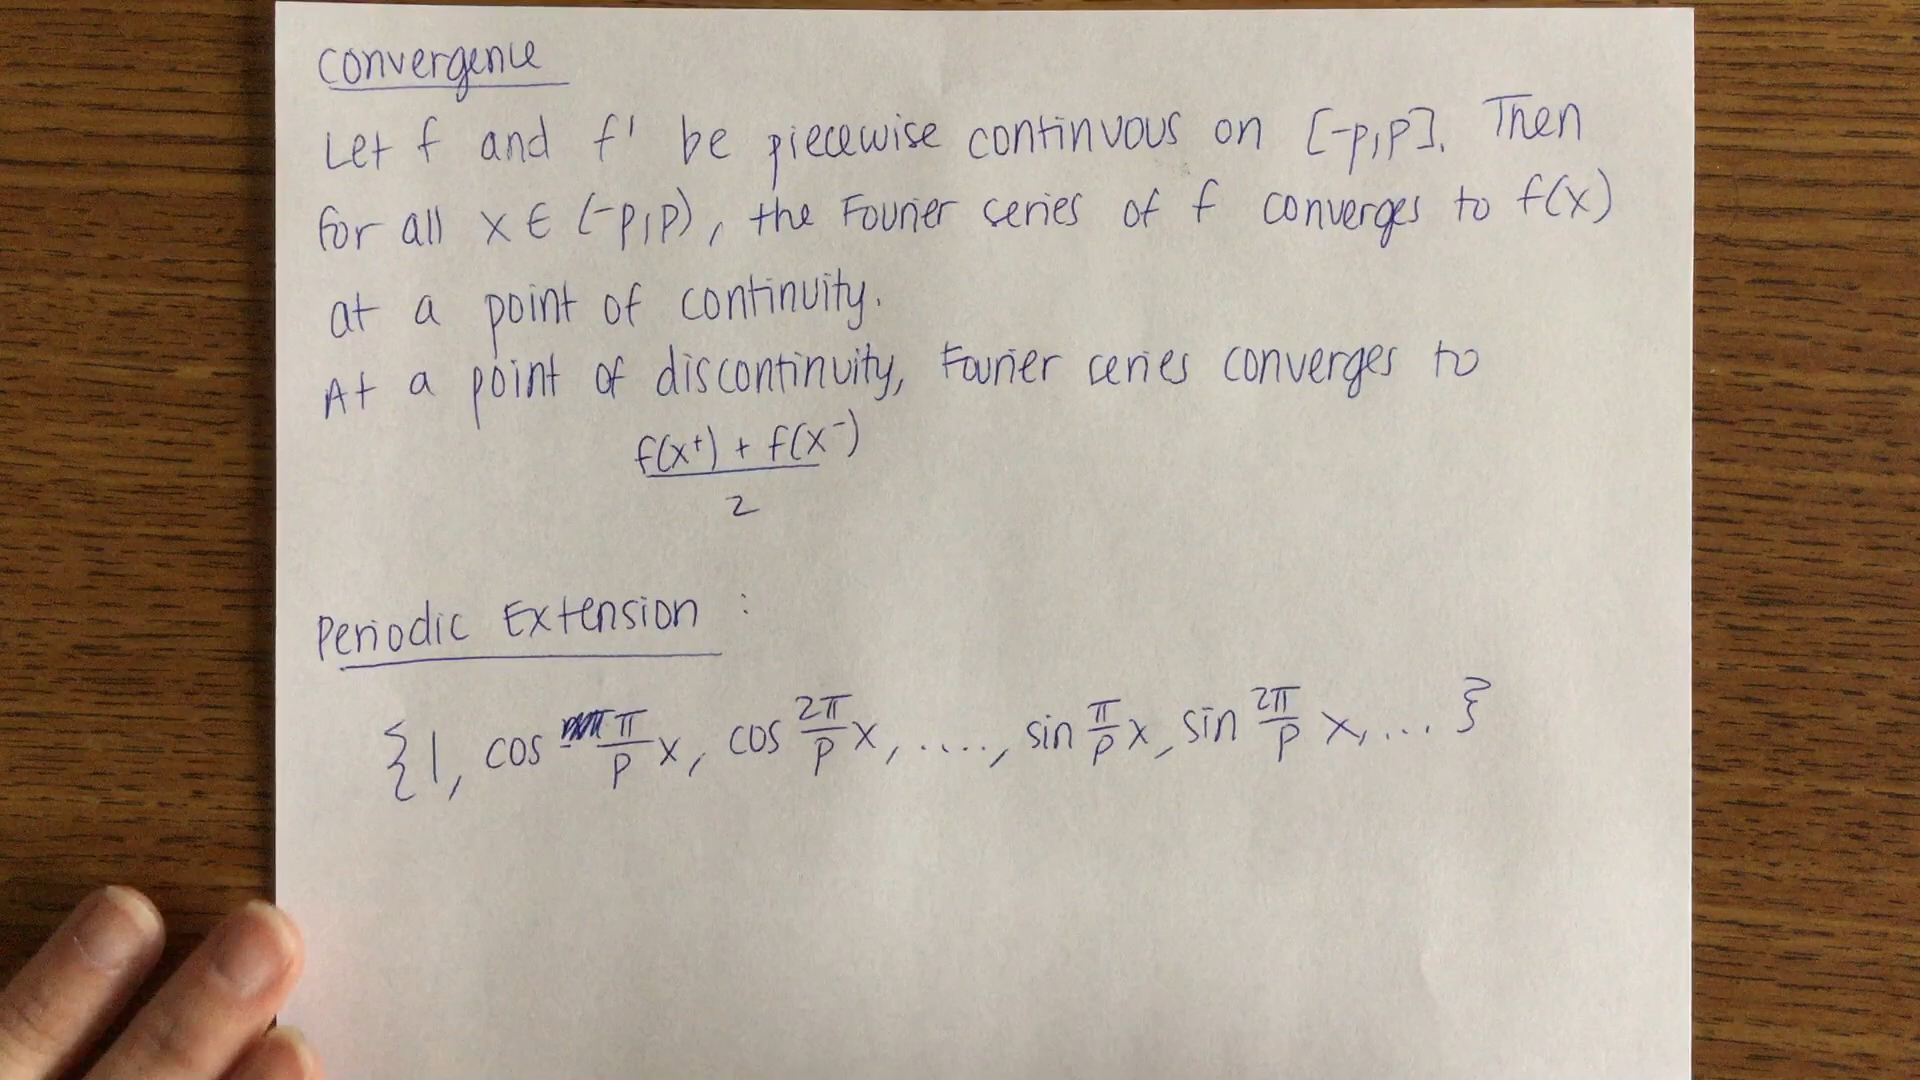 Convergence
Let f and f' be piecewise continuous on [-p,p]. Then
for all x ∈ (-p,p), the Fourier series of f converges to f(x)
at a point of continuity.
At a point of discontinuity, Fourier series converges to
f(x⁺) + f(x⁻)
2
Periodic Extension :
{1, cos π/p x, cos 2π/p x, ...., sin π/p x, sin 2π/p x, ... }